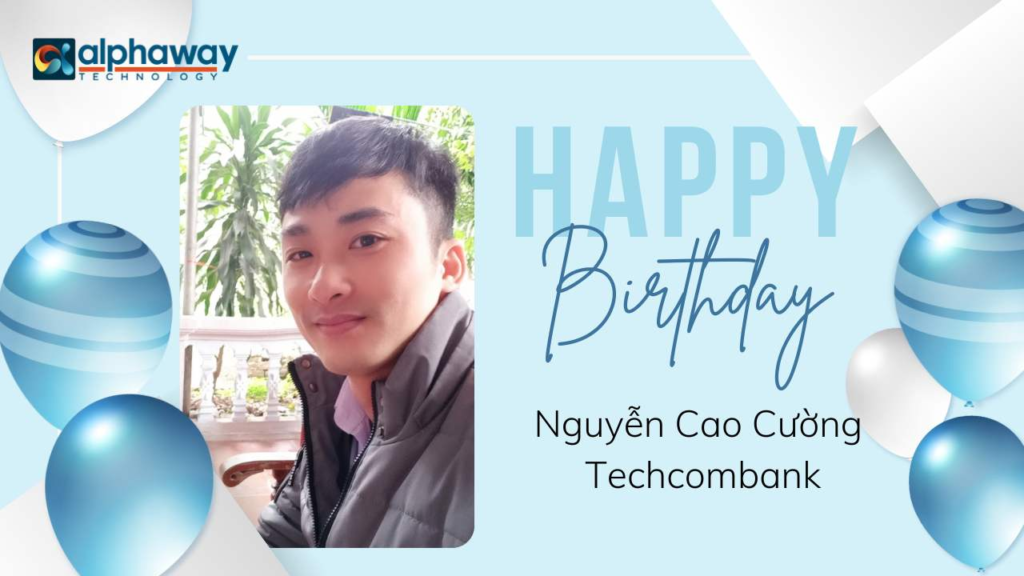 alphaway
TECHNOLOGY
HAPPY
Birthday
Nguyễn Cao Cường
Techcombank